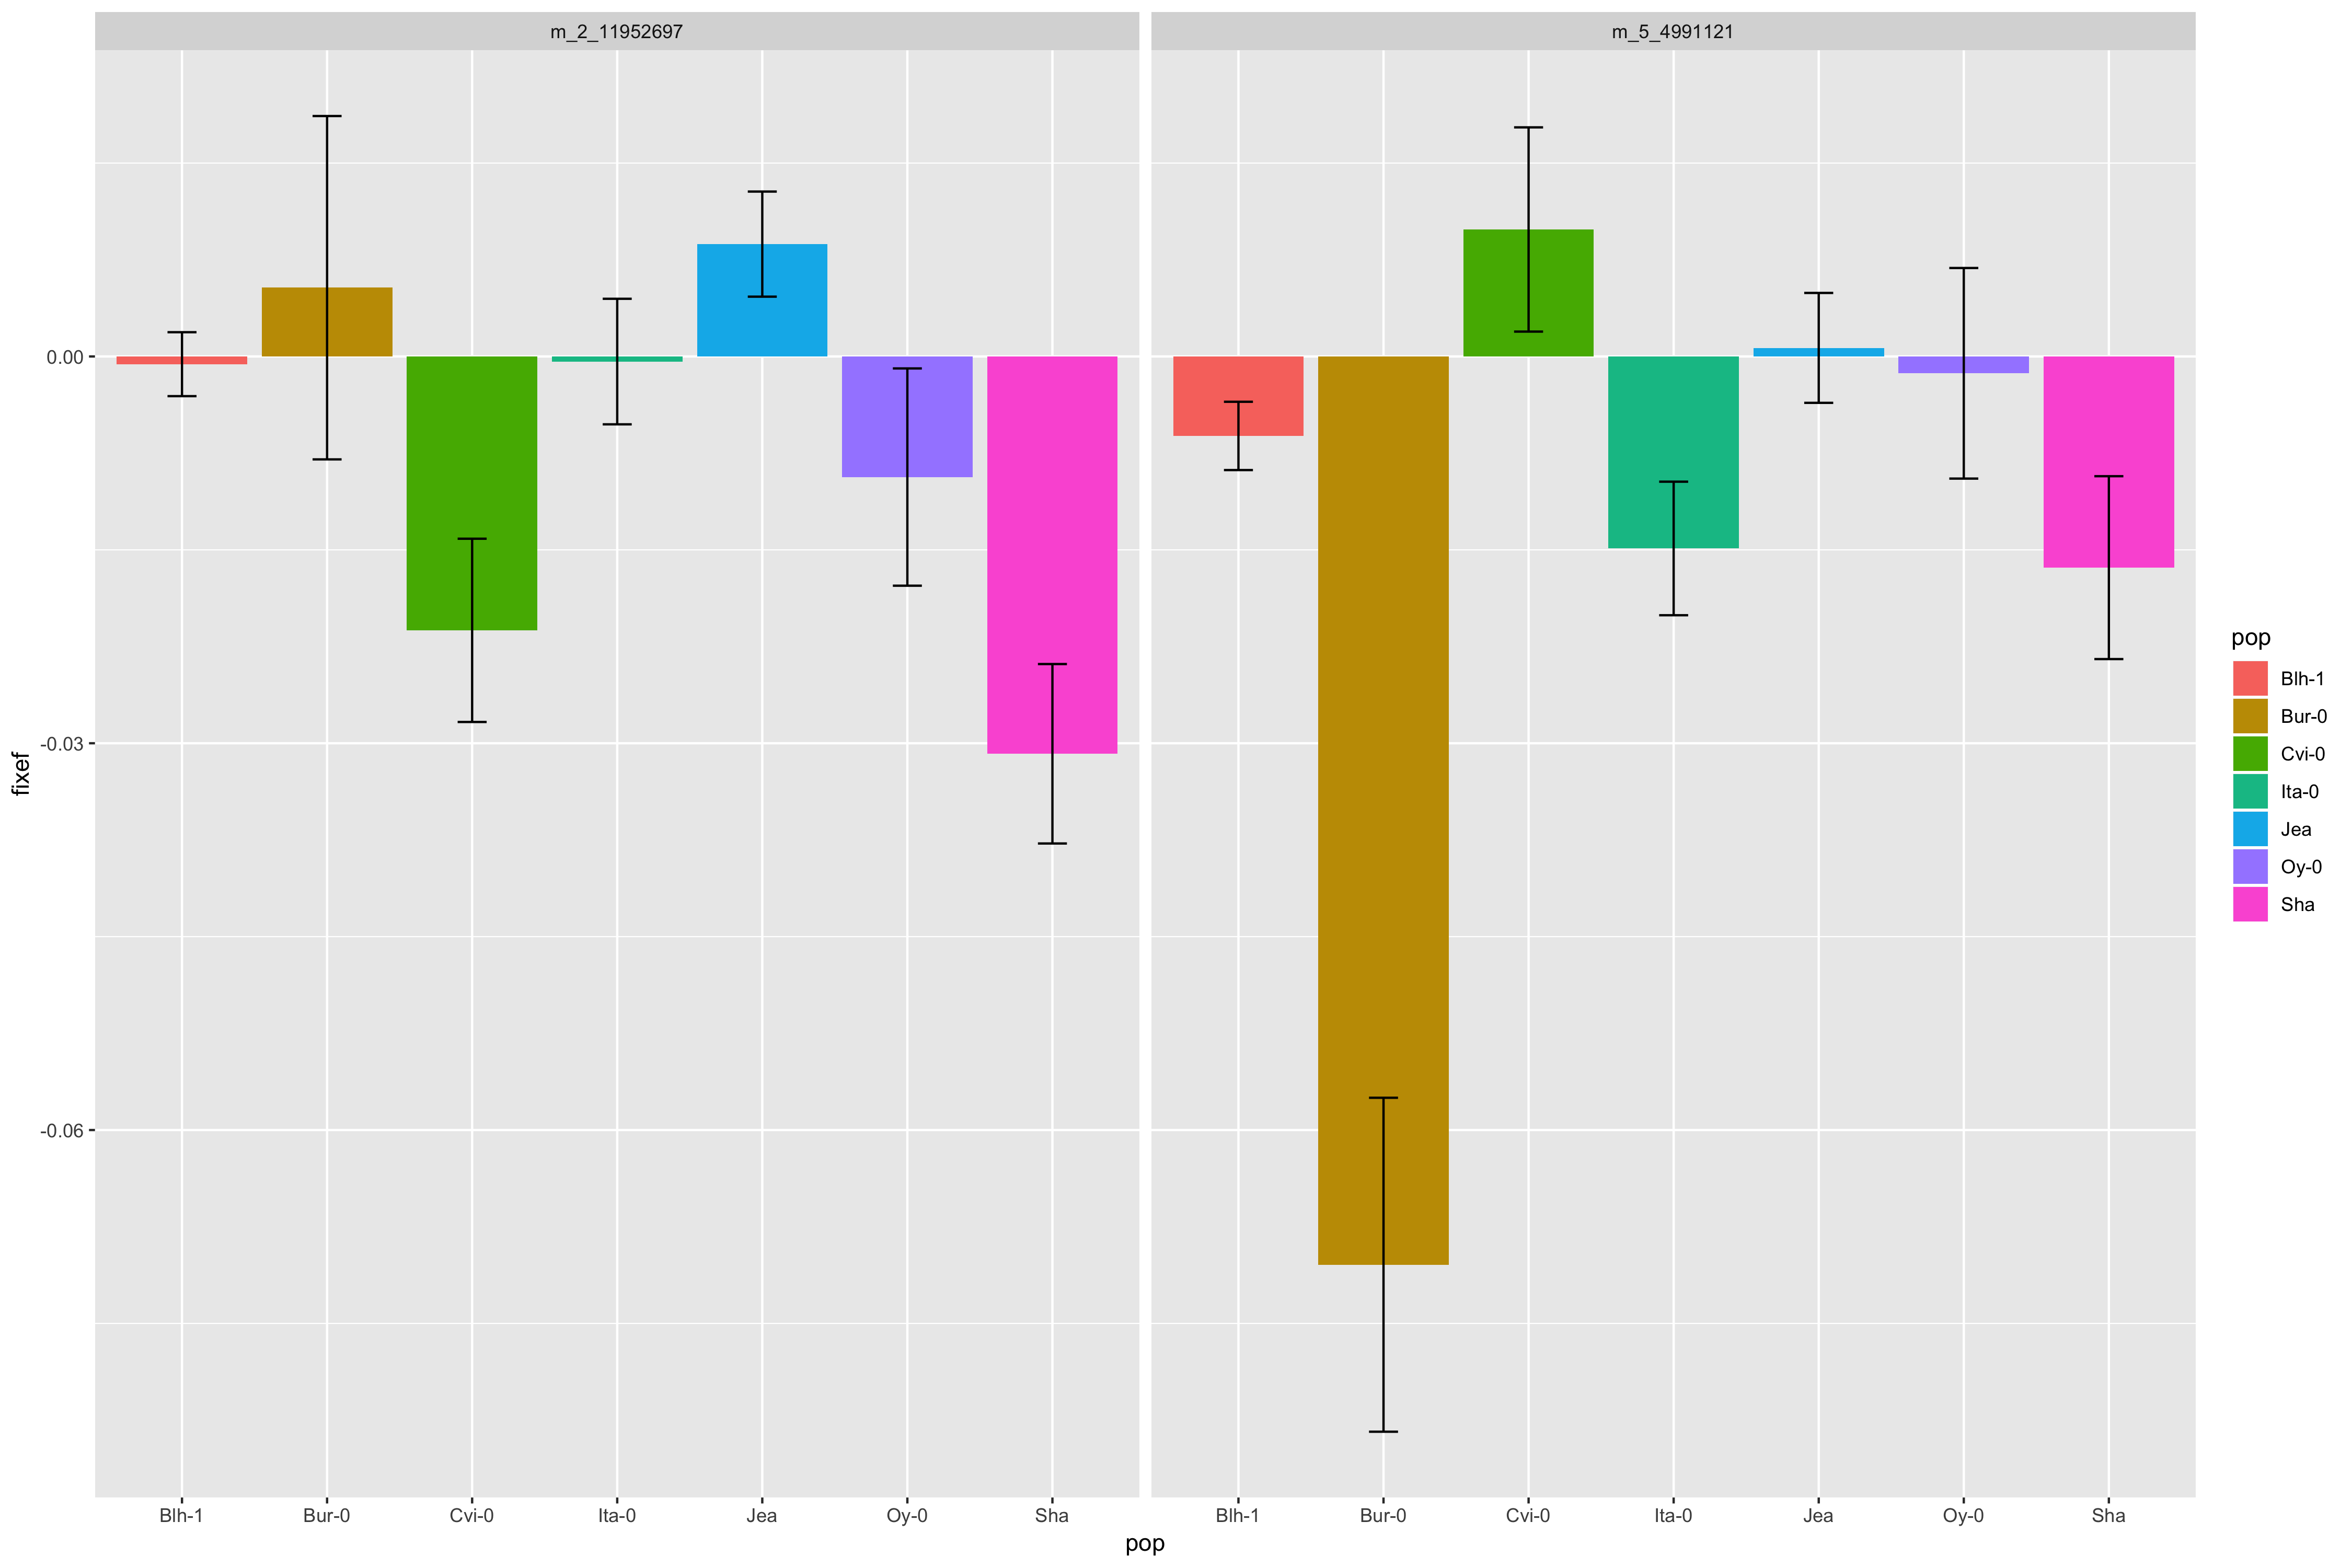 m_2_11952697
m_5_4991121
fixef
0.00
-0.03
-0.06
Blh-1 Bur-0 Cvi-0 Ita-0 Jea Oy-0 Sha
Blh-1 Bur-0 Cvi-0 Ita-0 Jea Oy-0 Sha
pop
pop
Blh-1
Bur-0
Cvi-0
Ita-0
Jea
Oy-0
Sha